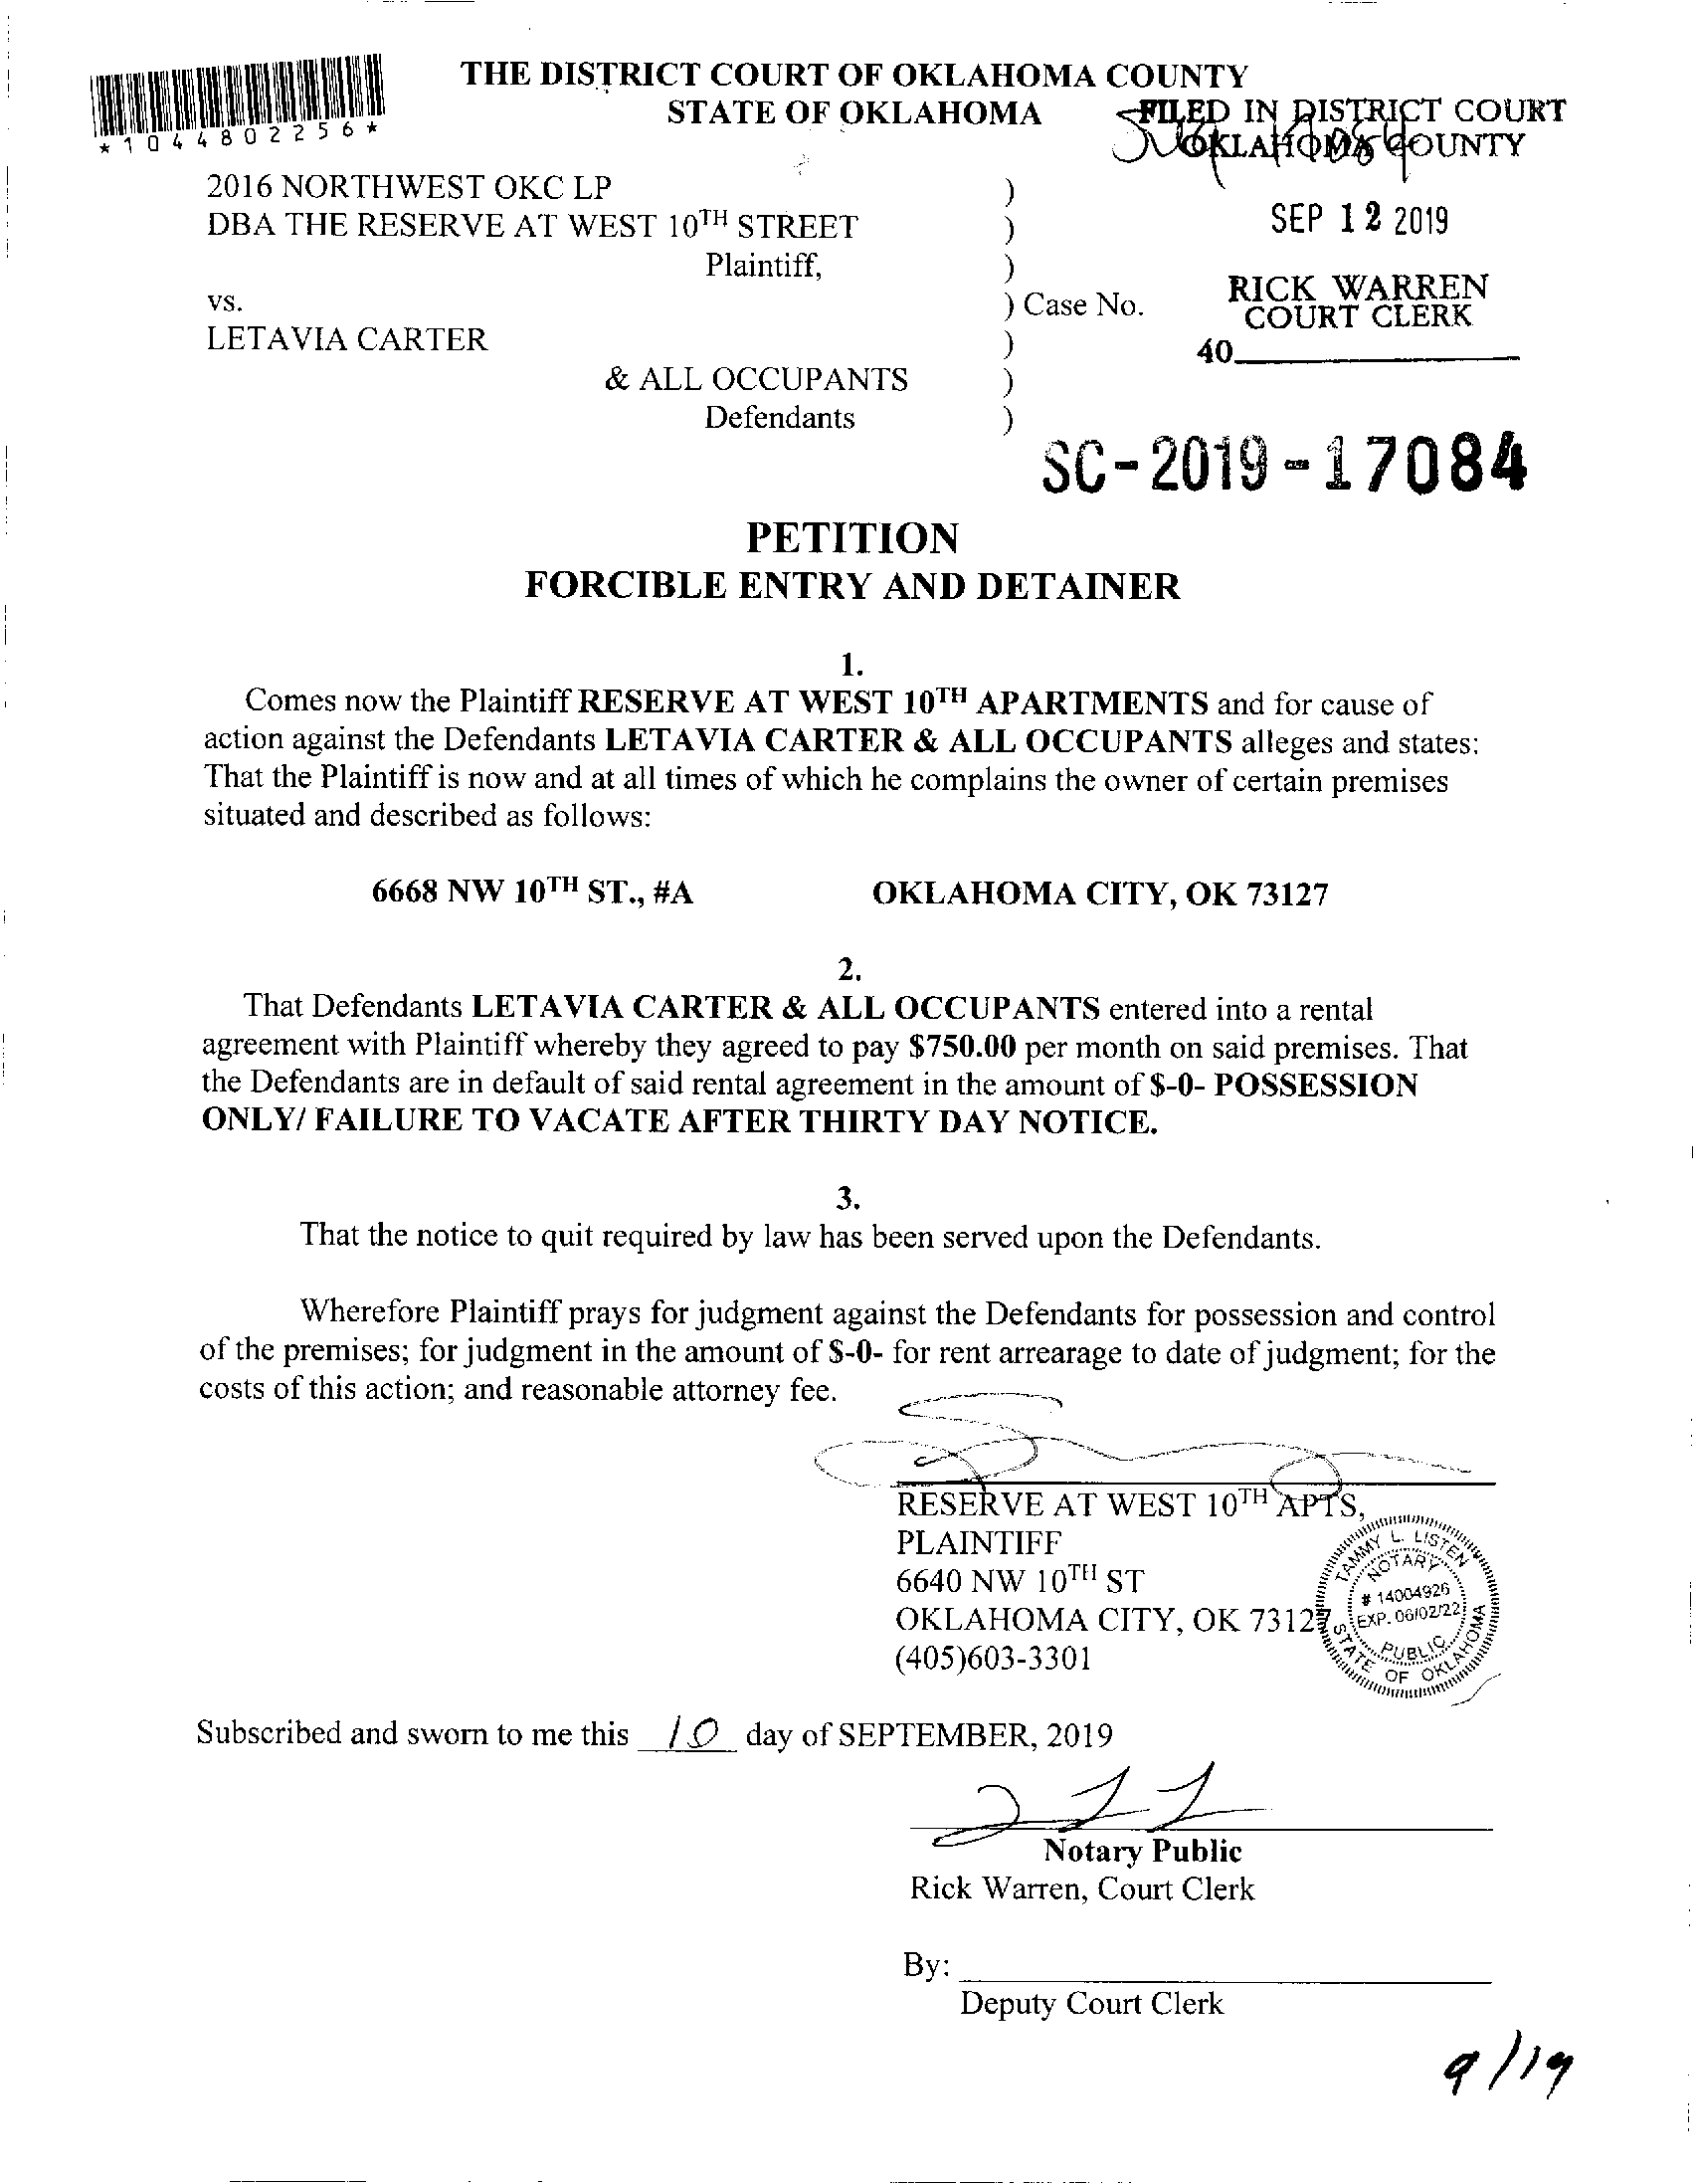 THE DISTRICT COURT OF OKLAHOMA COUNTY
STATE OF OKLAHOMA
*1044802256*
FILED IN DISTRICT COURT
OKLAHOMA COUNTY
2016 NORTHWEST OKC LP )
DBA THE RESERVE AT WEST 10TH STREET )
Plaintiff, )
SEP 12 2019
vs. ) Case No.
RICK WARREN
COURT CLERK
LETAVIA CARTER )
40
& ALL OCCUPANTS )
Defendants )
SC-2019-17084
PETITION
FORCIBLE ENTRY AND DETAINER
1.
Comes now the Plaintiff RESERVE AT WEST 10TH APARTMENTS and for cause of
action against the Defendants LETAVIA CARTER & ALL OCCUPANTS alleges and states:
That the Plaintiff is now and at all times of which he complains the owner of certain premises
situated and described as follows:
6668 NW 10TH ST., #A OKLAHOMA CITY, OK 73127
2.
That Defendants LETAVIA CARTER & ALL OCCUPANTS entered into a rental
agreement with Plaintiff whereby they agreed to pay $750.00 per month on said premises. That
the Defendants are in default of said rental agreement in the amount of $-0- POSSESSION
ONLY/ FAILURE TO VACATE AFTER THIRTY DAY NOTICE.
3.
That the notice to quit required by law has been served upon the Defendants.
Wherefore Plaintiff prays for judgment against the Defendants for possession and control
of the premises; for judgment in the amount of $-0- for rent arrearage to date of judgment; for the
costs of this action; and reasonable attorney fee.
RESERVE AT WEST 10TH APTS,
PLAINTIFF
6640 NW 10TH ST
OKLAHOMA CITY, OK 73127
(405)603-3301
TAMMY L. LISTEN
NOTARY
# 14004926
EXP. 06/02/22
PUBLIC
STATE OF OKLAHOMA
Subscribed and sworn to me this 10 day of SEPTEMBER, 2019
Notary Public
Rick Warren, Court Clerk
By:
Deputy Court Clerk
9/19